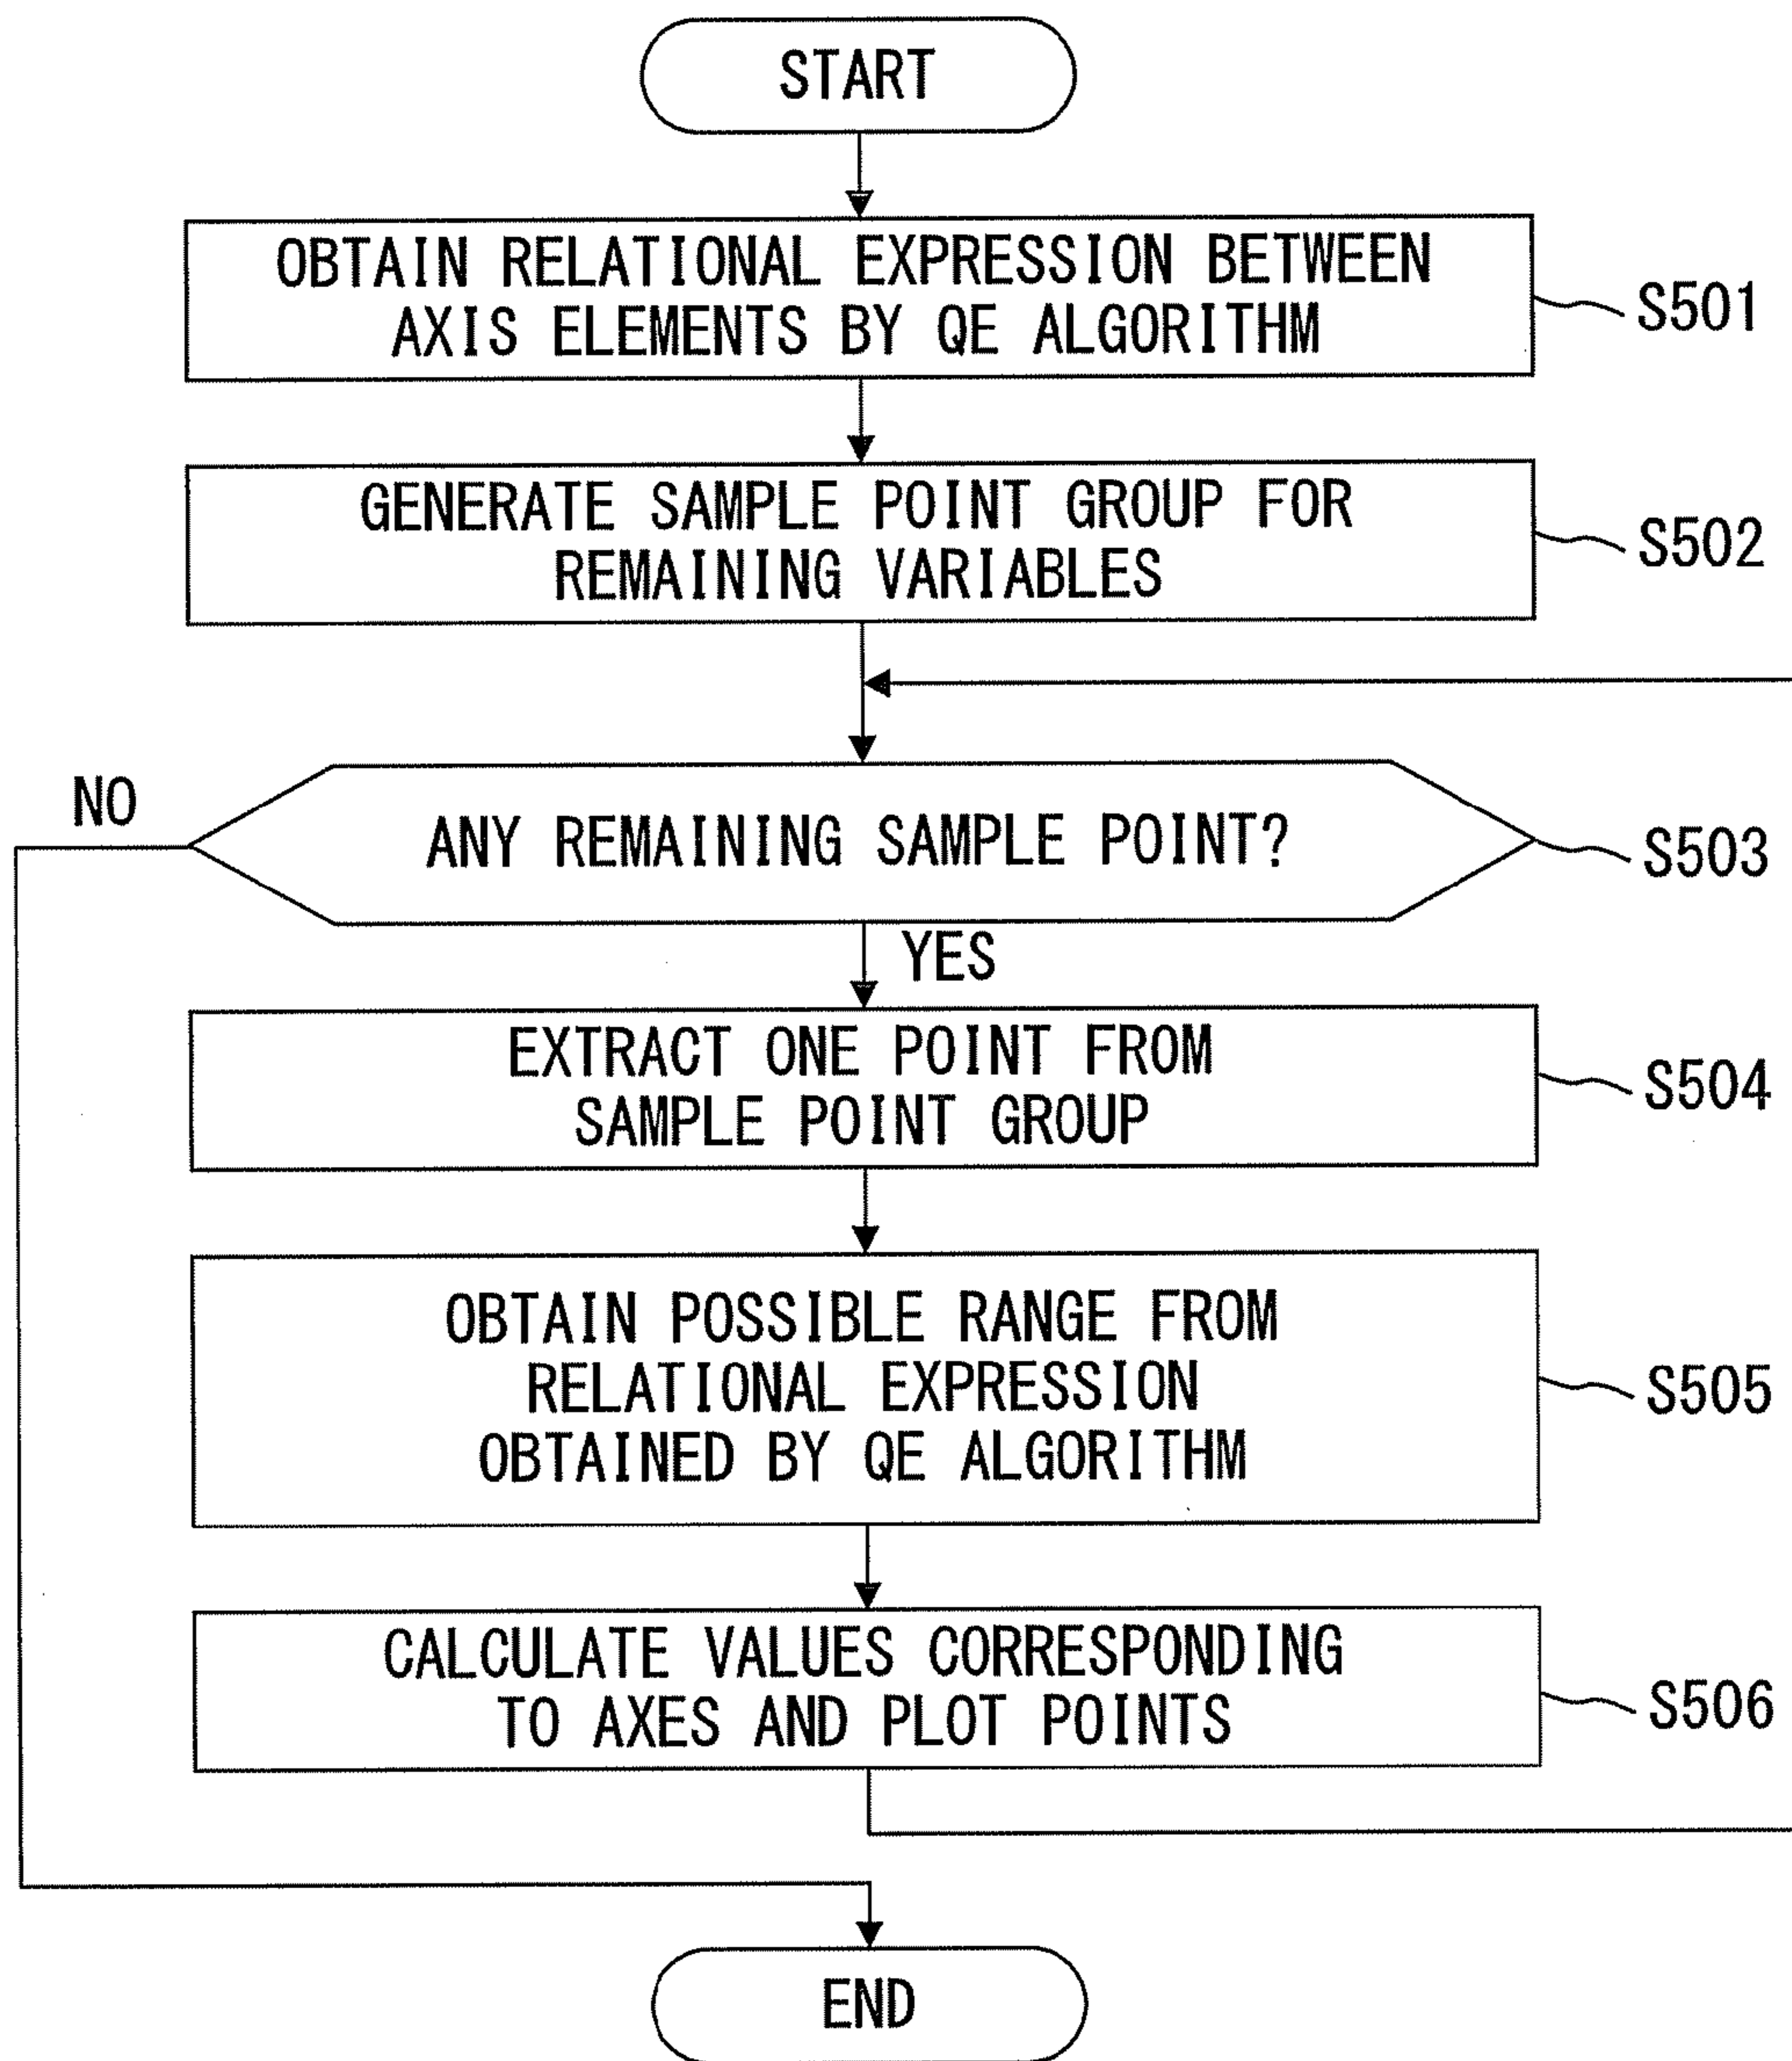 START
OBTAIN RELATIONAL EXPRESSION BETWEEN
AXIS ELEMENTS BY QE ALGORITHM
S501
GENERATE SAMPLE POINT GROUP FOR
REMAINING VARIABLES
S502
NO
ANY REMAINING SAMPLE POINT?
S503
YES
EXTRACT ONE POINT FROM
SAMPLE POINT GROUP
S504
OBTAIN POSSIBLE RANGE FROM
RELATIONAL EXPRESSION
OBTAINED BY QE ALGORITHM
S505
CALCULATE VALUES CORRESPONDING
TO AXES AND PLOT POINTS
S506
END